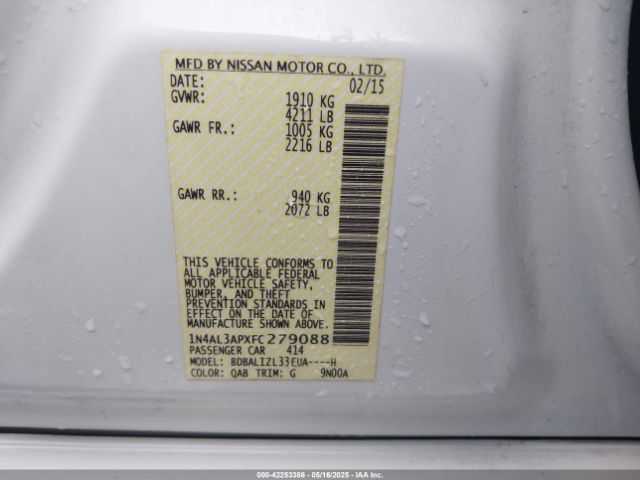 MFD BY NISSAN MOTOR CO., LTD.
DATE: 02/15
GVWR: 1910 KG
4211 LB
GAWR FR.: 1005 KG
2216 LB
GAWR RR.: 940 KG
2072 LB
THIS VEHICLE CONFORMS TO
ALL APPLICABLE FEDERAL
MOTOR VEHICLE SAFETY,
BUMPER, AND THEFT
PREVENTION STANDARDS IN
EFFECT ON THE DATE OF
MANUFACTURE SHOWN ABOVE.
1N4AL3APXFC279088
PASSENGER CAR 414
MODEL: BDBALIZL33EUA----H
COLOR: QAB TRIM: G 9N00A
000-42253386 - 05/16/2025 - IAA Inc.